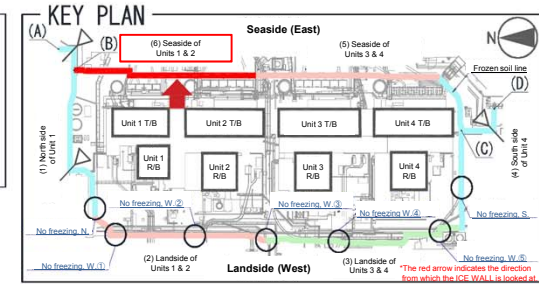 KEY PLAN
Seaside (East)
N
(A)
(B)
(6) Seaside of
Units 1 & 2
(5) Seaside of
Units 3 & 4
Frozen soil line
(D)
(C)
(1) North side
of Unit 1
(4) South side
of Unit 4
Unit 1 T/B
Unit 2 T/B
Unit 3 T/B
Unit 4 T/B
Unit 1
R/B
Unit 2
R/B
Unit 3
R/B
Unit 4
R/B
No freezing, W.②
No freezing, W.③
No freezing W.④
No freezing, S.
No freezing, N.
No freezing, W.①
(2) Landside of
Units 1 & 2
Landside (West)
(3) Landside of
Units 3 & 4
No freezing, W.⑤
*The red arrow indicates the direction
from which the ICE WALL is looked at.